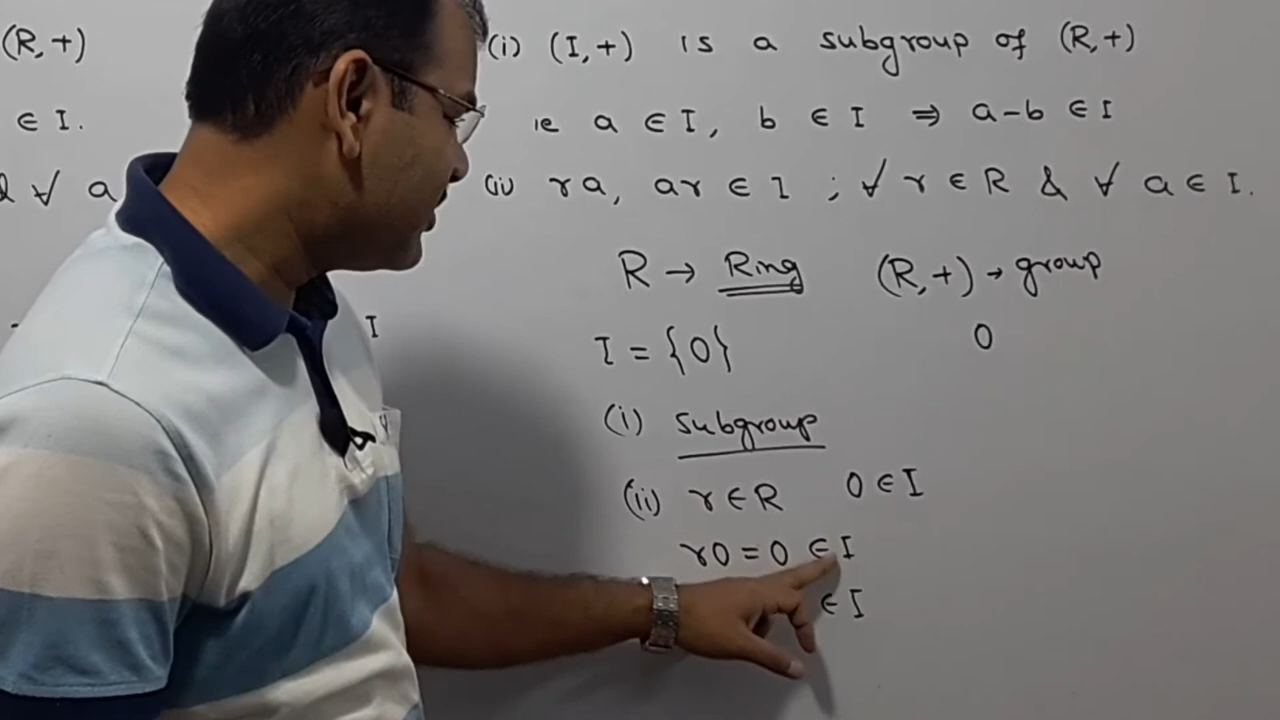 (R,+)
(i) (I,+) is a subgroup of (R,+)
∈ I.
ie a ∈ I, b ∈ I ⇒ a-b ∈ I
∀ a
(ii) ra, ar ∈ I ; ∀ r ∈ R & ∀ a ∈ I.
R → Ring (R,+) → group
I
I = {0} 0
(i) subgroup
(ii) r ∈ R 0 ∈ I
r0 = 0 ∈ I
∈ I